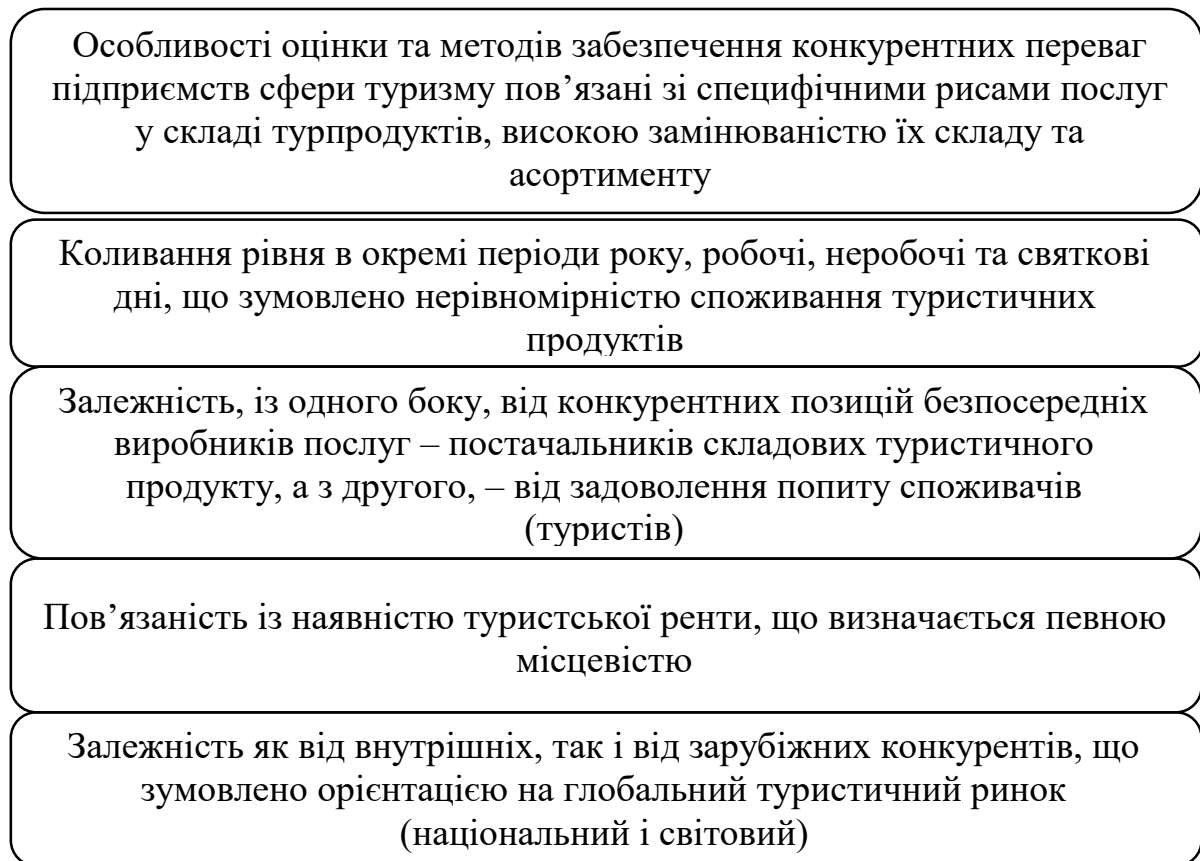 Особливості оцінки та методів забезпечення конкурентних переваг
підприємств сфери туризму пов’язані зі специфічними рисами послуг
у складі турпродуктів, високою замінюваністю їх складу та
асортименту
Коливання рівня в окремі періоди року, робочі, неробочі та святкові
дні, що зумовлено нерівномірністю споживання туристичних
продуктів
Залежність, із одного боку, від конкурентних позицій безпосередніх
виробників послуг – постачальників складових туристичного
продукту, а з другого, – від задоволення попиту споживачів
(туристів)
Пов’язаність із наявністю туристської ренти, що визначається певною
місцевістю
Залежність як від внутрішніх, так і від зарубіжних конкурентів, що
зумовлено орієнтацією на глобальний туристичний ринок
(національний і світовий)